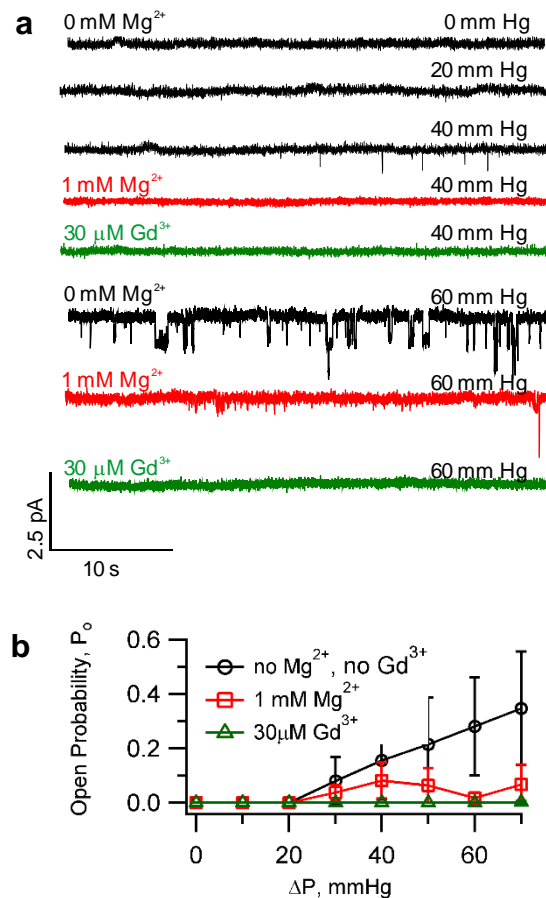 a
0 mM Mg²⁺ 0 mm Hg
20 mm Hg
40 mm Hg
1 mM Mg²⁺ 40 mm Hg
30 µM Gd³⁺ 40 mm Hg
0 mM Mg²⁺ 60 mm Hg
1 mM Mg²⁺ 60 mm Hg
30 µM Gd³⁺ 60 mm Hg
2.5 pA
10 s
b
Open Probability, Pₒ
0.6
0.4
0.2
0.0
no Mg²⁺, no Gd³⁺
1 mM Mg²⁺
30µM Gd³⁺
0 20 40 60
ΔP, mmHg